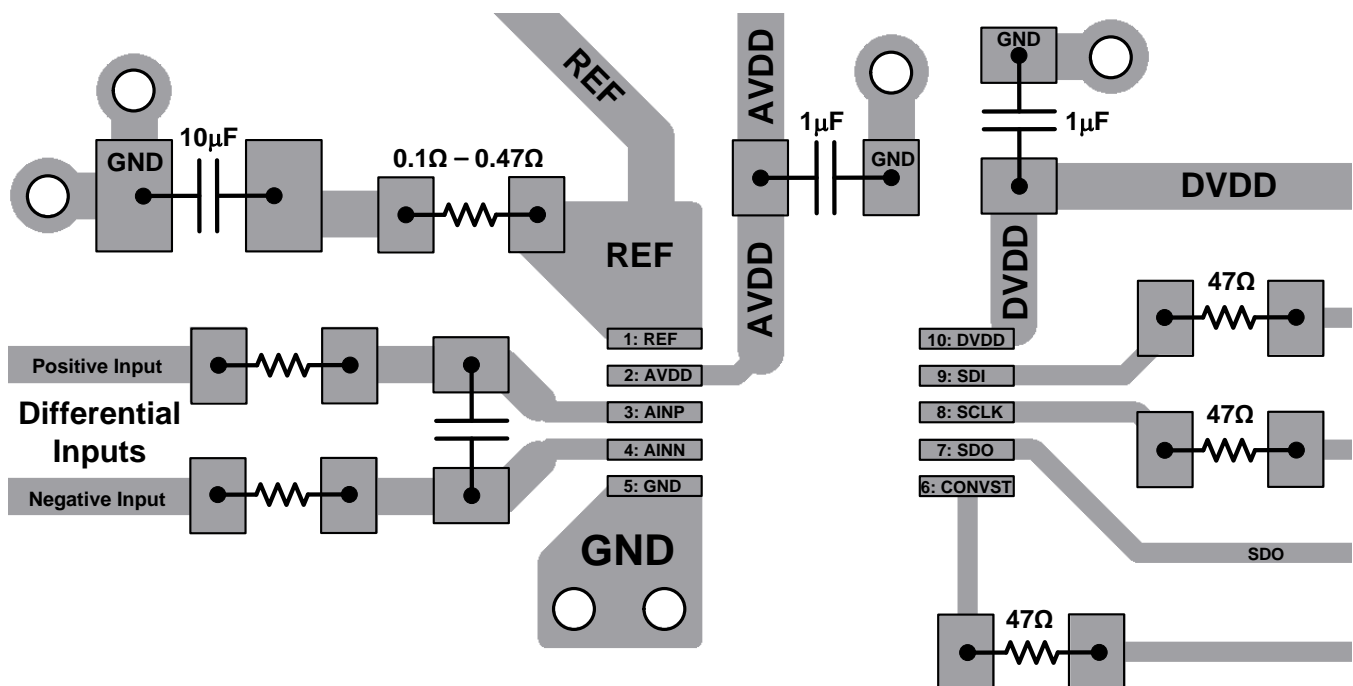 GND
10μF
REF
0.1Ω – 0.47Ω
REF
AVDD
1μF
GND
AVDD
GND
1μF
DVDD
DVDD
47Ω
1: REF
2: AVDD
3: AINP
4: AINN
5: GND
10: DVDD
9: SDI
8: SCLK
7: SDO
6: CONVST
47Ω
Positive Input
Differential
Inputs
Negative Input
GND
SDO
47Ω